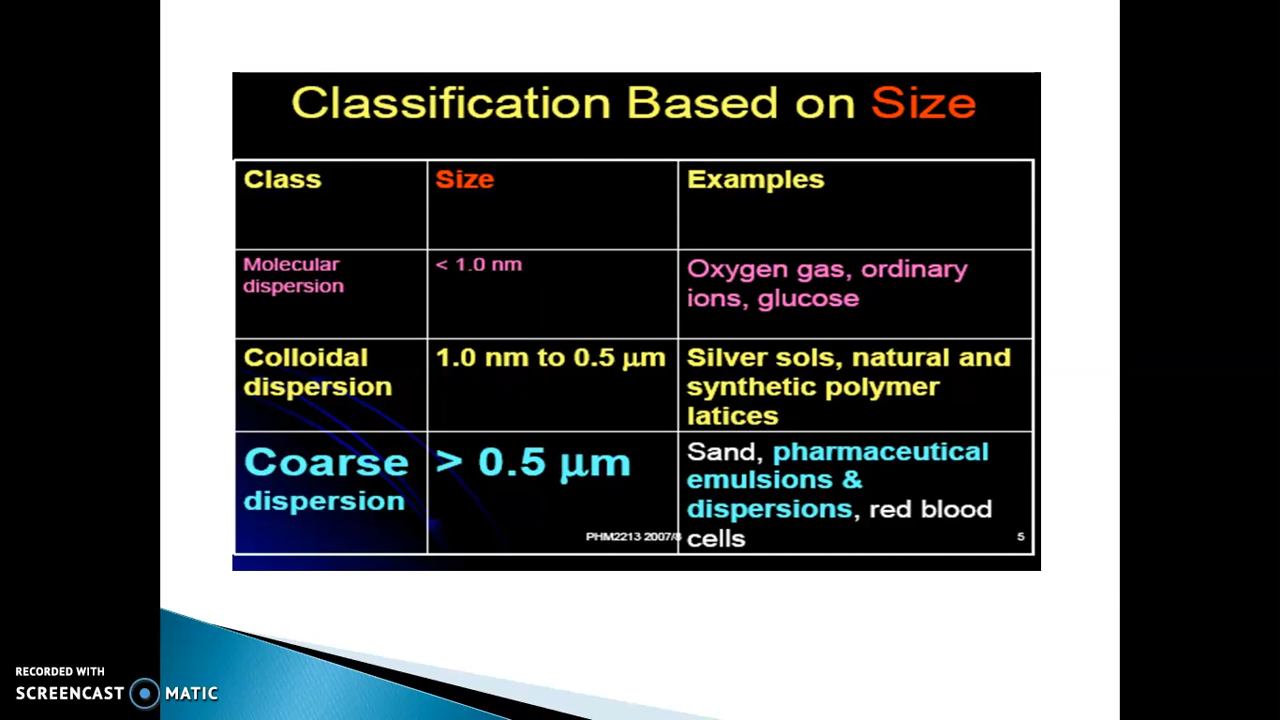 Classification Based on Size
Class
Size
Examples
Molecular
dispersion
< 1.0 nm
Oxygen gas, ordinary
ions, glucose
Colloidal
dispersion
1.0 nm to 0.5 μm
Silver sols, natural and
synthetic polymer
latices
Coarse
dispersion
> 0.5 μm
Sand, pharmaceutical
emulsions &
dispersions, red blood
cells
PHM2213 2007/8
5
RECORDED WITH
SCREENCAST MATIC